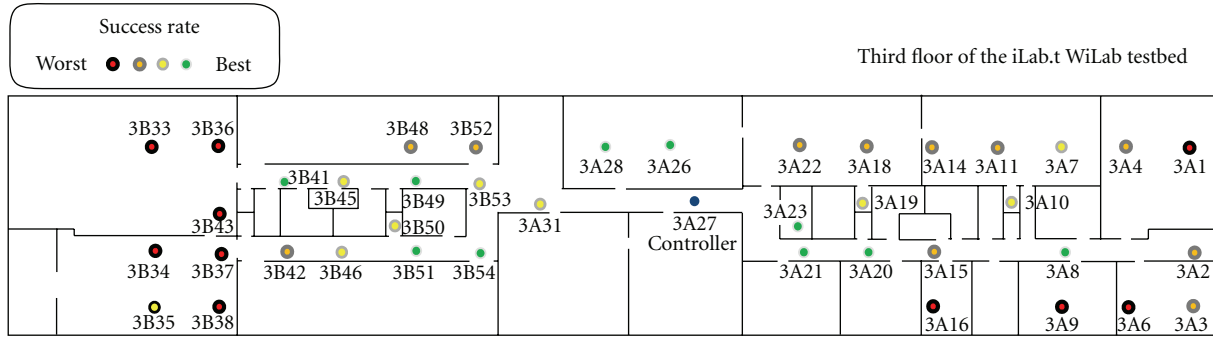 Success rate
Worst Best
Third floor of the iLab.t WiLab testbed
3B33 3B36 3B48 3B52 3A28 3A26 3A22 3A18 3A14 3A11 3A7 3A4 3A1
3B41 3B45 3B49 3B53 3A31 3A27 3A23 3A19 3A10
3B43 3B50 Controller
3B34 3B37 3B42 3B46 3B51 3B54 3A21 3A20 3A15 3A8 3A2
3B35 3B38 3A16 3A9 3A6 3A3